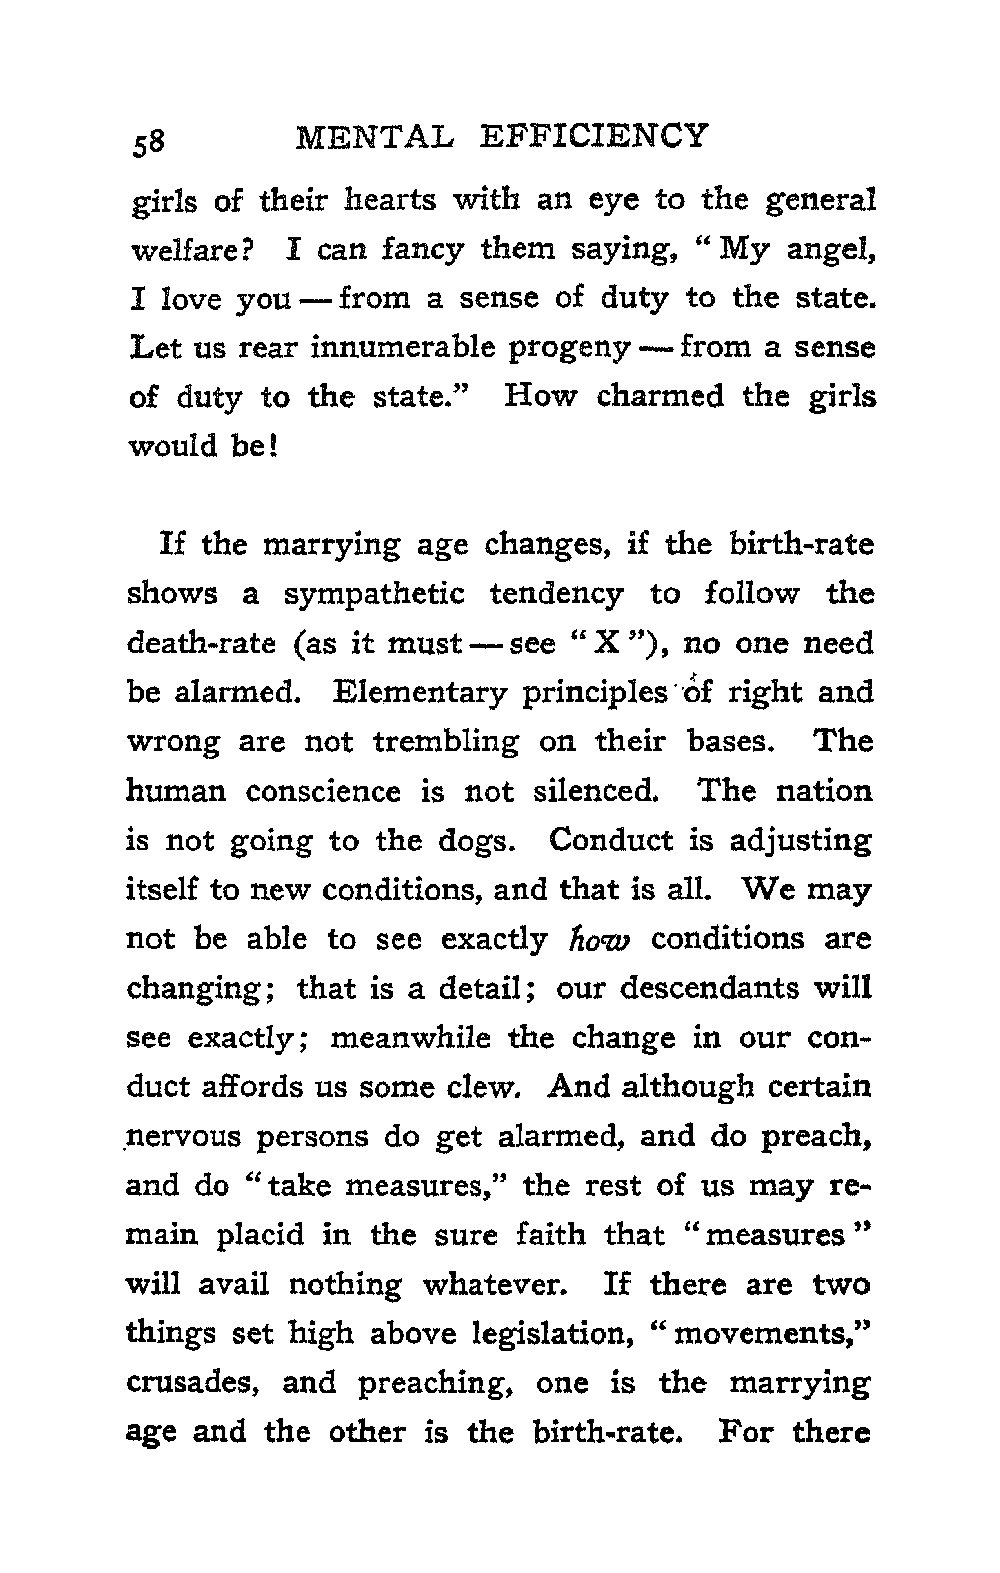 58 MENTAL EFFICIENCY
girls of their hearts with an eye to the general
welfare? I can fancy them saying, “ My angel,
I love you — from a sense of duty to the state.
Let us rear innumerable progeny — from a sense
of duty to the state.” How charmed the girls
would be!
If the marrying age changes, if the birth-rate
shows a sympathetic tendency to follow the
death-rate (as it must — see “ X ”), no one need
be alarmed. Elementary principles of right and
wrong are not trembling on their bases. The
human conscience is not silenced. The nation
is not going to the dogs. Conduct is adjusting
itself to new conditions, and that is all. We may
not be able to see exactly how conditions are
changing; that is a detail; our descendants will
see exactly; meanwhile the change in our con-
duct affords us some clew. And although certain
nervous persons do get alarmed, and do preach,
and do “take measures,” the rest of us may re-
main placid in the sure faith that “measures ”
will avail nothing whatever. If there are two
things set high above legislation, “ movements,”
crusades, and preaching, one is the marrying
age and the other is the birth-rate. For there